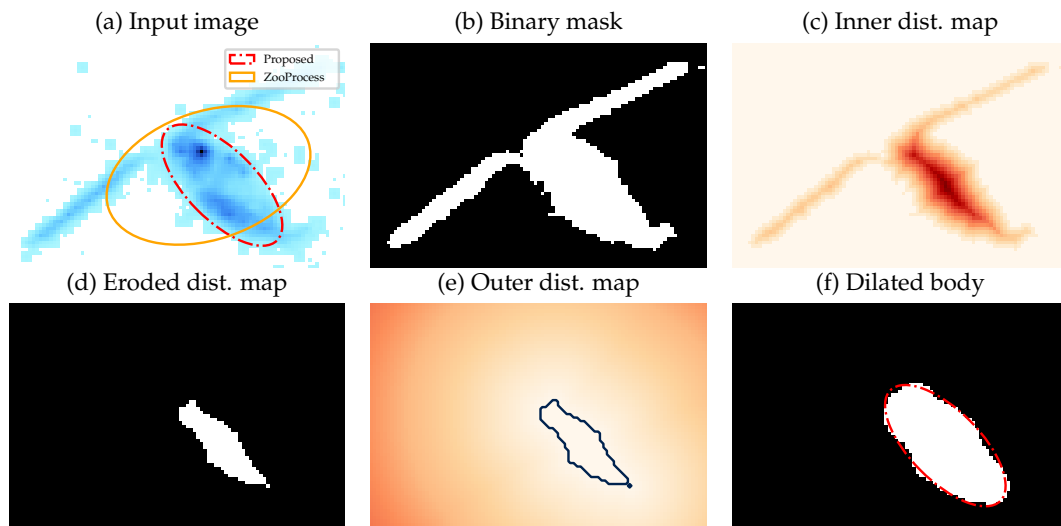 (a) Input image
(b) Binary mask
(c) Inner dist. map
Proposed
ZooProcess
(d) Eroded dist. map
(e) Outer dist. map
(f) Dilated body